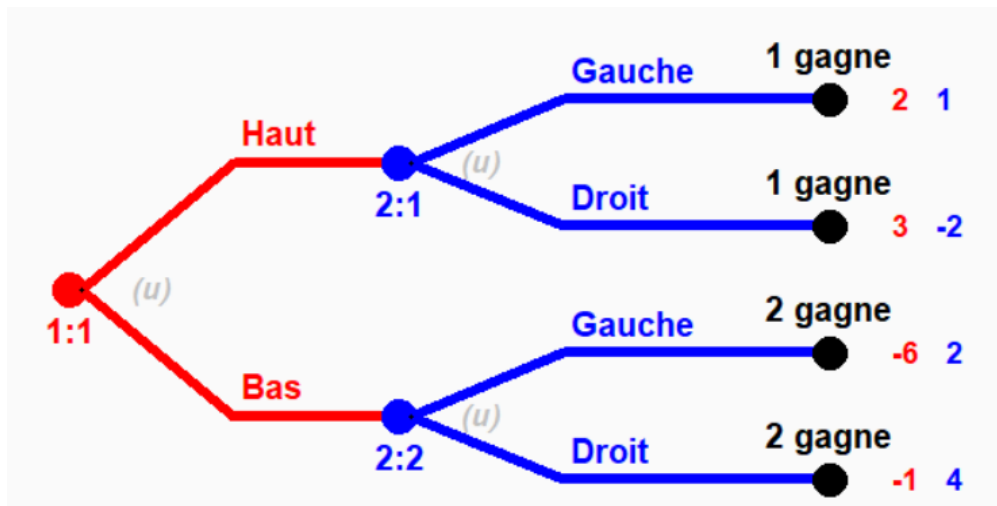 1 gagne
Gauche
2 1
Haut
(u)
1 gagne
2:1
Droit
3 -2
(u)
1:1
2 gagne
Gauche
-6 2
Bas
(u)
2 gagne
2:2
Droit
-1 4